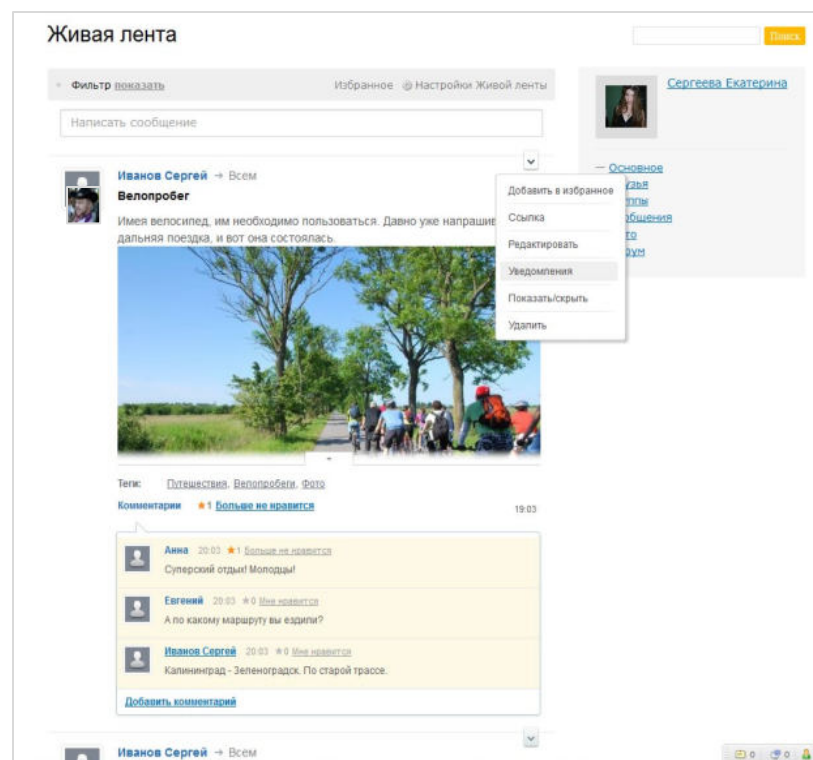 Живая лента
Поиск
Фильтр показать
Избранное
Настройки Живой ленты
Написать сообщение
Сергеева Екатерина
Основное
Иванов Сергей → Всем
Велопробег
Имея велосипед, им необходимо пользоваться. Давно уже
дальняя поездка, и вот она состоялась.
Добавить в избранное
Ссылка
Редактировать
Уведомления
Показать/скрыть
Удалить
Теги: Путешествия, Велопробеги, Фото
Комментарии ★1 Больше не нравится
19:03
Анна 20:03 ★1 Больше не нравится
Суперский отдых! Молодцы!
Евгений 20:03 ★0 Мне нравится
А по какому маршруту вы ездили?
Иванов Сергей 20:03 ★0 Мне нравится
Калининград - Зеленоградск. По старой трассе.
Добавить комментарий
Иванов Сергей → Всем
0
0